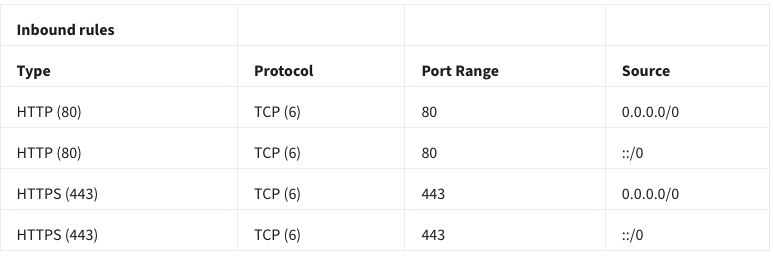 Inbound rules
Type Protocol Port Range Source
HTTP (80) TCP (6) 80 0.0.0.0/0
HTTP (80) TCP (6) 80 ::/0
HTTPS (443) TCP (6) 443 0.0.0.0/0
HTTPS (443) TCP (6) 443 ::/0